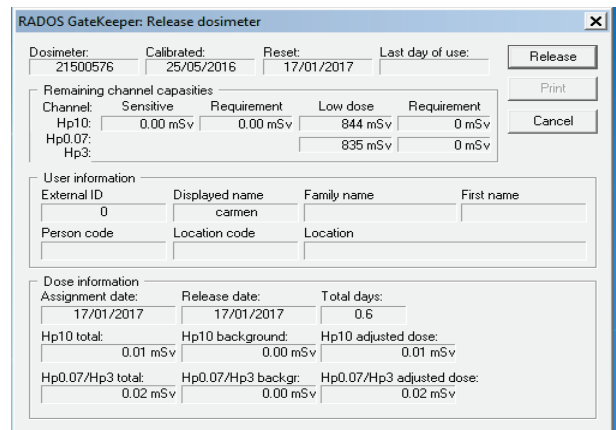 RADOS GateKeeper: Release dosimeter
Dosimeter: Calibrated: Reset: Last day of use:
21500576 25/05/2016 17/01/2017
Release
Print
Cancel
Remaining channel capasities
Channel: Sensitive Requirement Low dose Requirement
Hp10: 0.00 mSv 0.00 mSv 844 mSv 0 mSv
Hp0.07: 835 mSv 0 mSv
Hp3:
User information
External ID Displayed name Family name First name
0 carmen
Person code Location code Location
Dose information
Assignment date: Release date: Total days:
17/01/2017 17/01/2017 0.6
Hp10 total: Hp10 background: Hp10 adjusted dose:
0.01 mSv 0.00 mSv 0.01 mSv
Hp0.07/Hp3 total: Hp0.07/Hp3 backgr: Hp0.07/Hp3 adjusted dose:
0.02 mSv 0.00 mSv 0.02 mSv